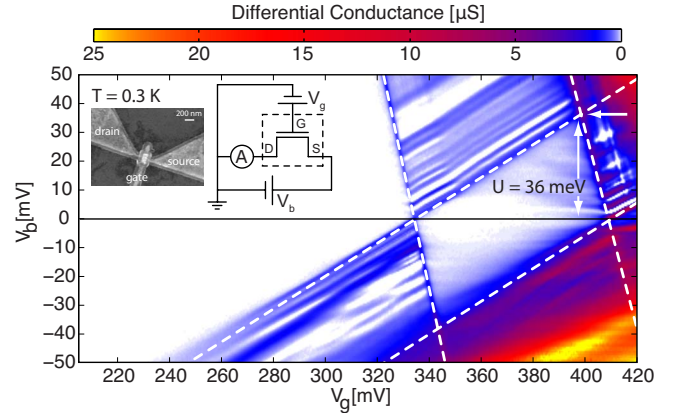 Differential Conductance [µS]
25 20 15 10 5 0
T = 0.3 K
200 nm
drain
source
gate
V_g
G
D
S
A
V_b
U = 36 meV
V_b[mV]
50
40
30
20
10
0
-10
-20
-30
-40
-50
220 240 260 280 300 320 340 360 380 400 420
V_g[mV]